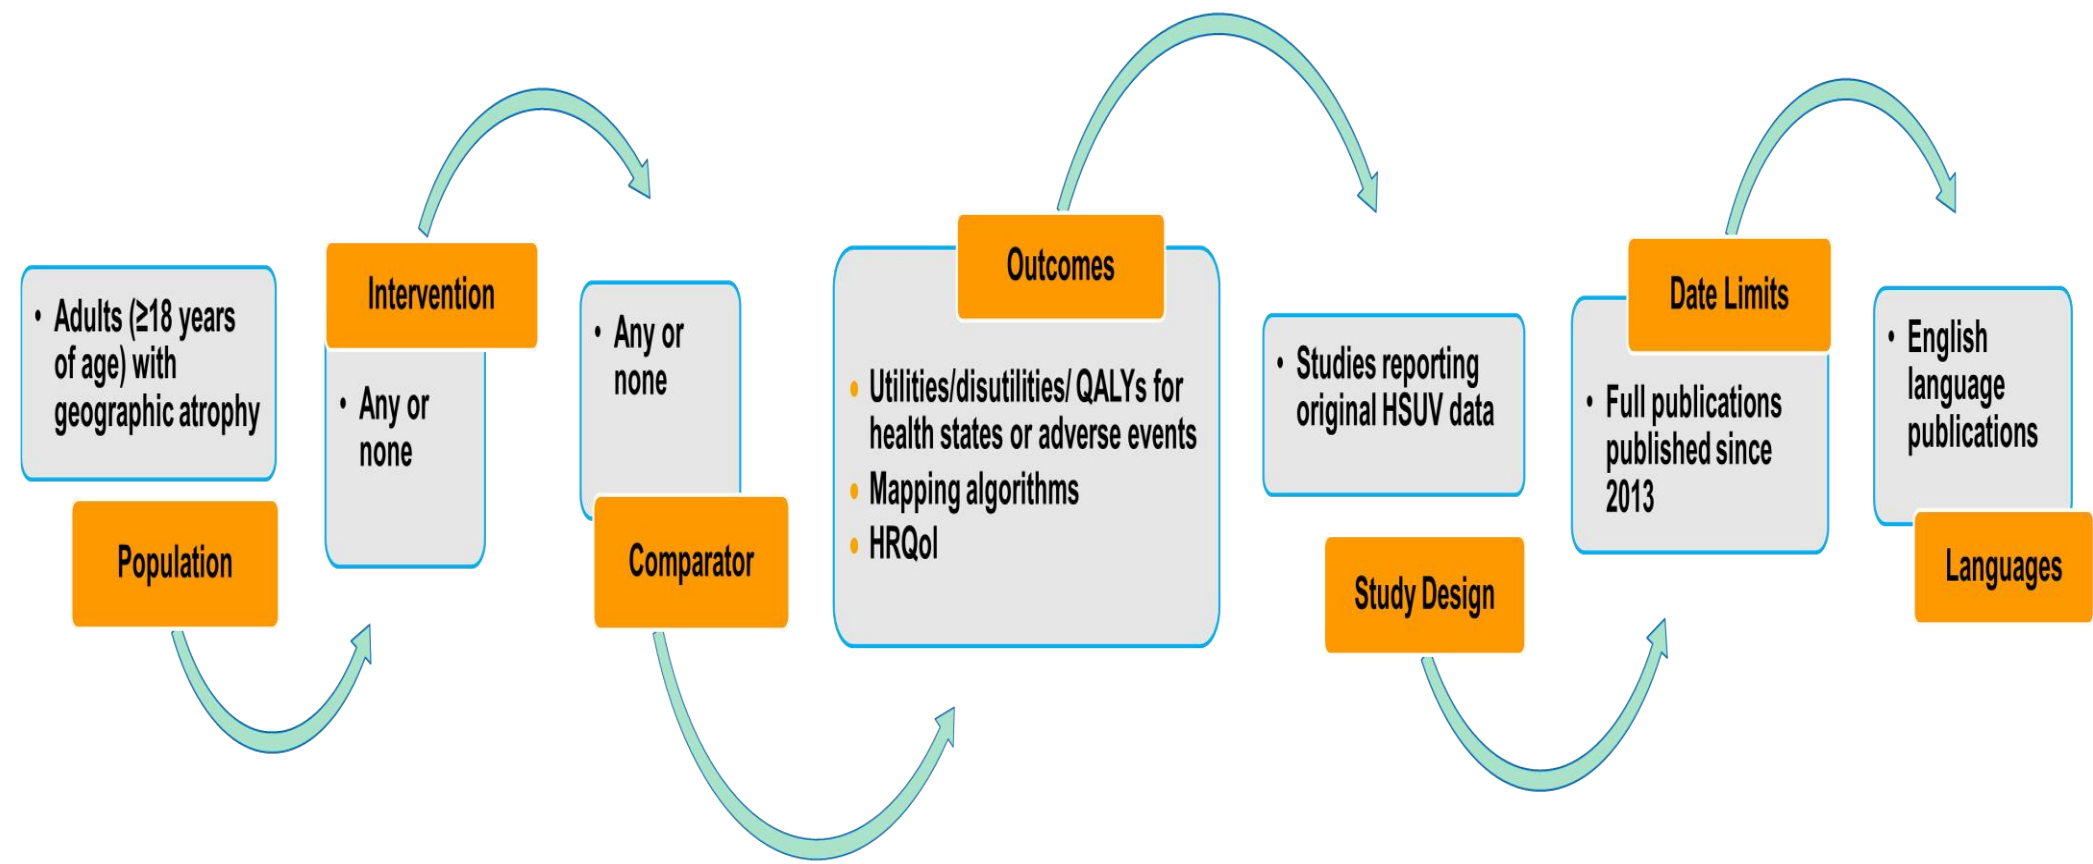 • Adults (≥18 years
of age) with
geographic atrophy
Population
Intervention
• Any or
none
• Any or
none
Comparator
Outcomes
• Utilities/disutilities/ QALYs for
health states or adverse events
• Mapping algorithms
• HRQol
• Studies reporting
original HSUV data
Study Design
Date Limits
• Full publications
published since
2013
• English
language
publications
Languages